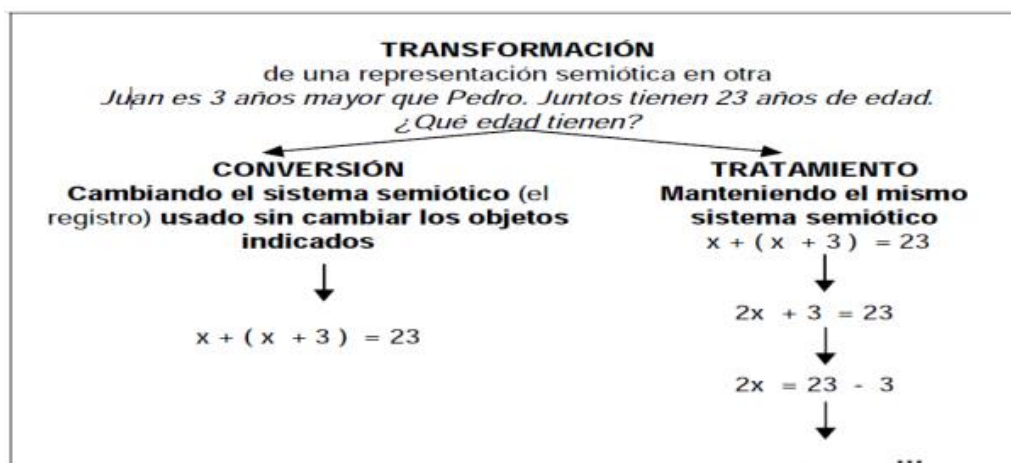 TRANSFORMACIÓN
de una representación semiótica en otra
Juan es 3 años mayor que Pedro. Juntos tienen 23 años de edad.
¿Qué edad tienen?
CONVERSIÓN
Cambiando el sistema semiótico (el
registro) usado sin cambiar los objetos
indicados
x + ( x + 3 ) = 23
TRATAMIENTO
Manteniendo el mismo
sistema semiótico
x + ( x + 3 ) = 23
2x + 3 = 23
2x = 23 - 3
...